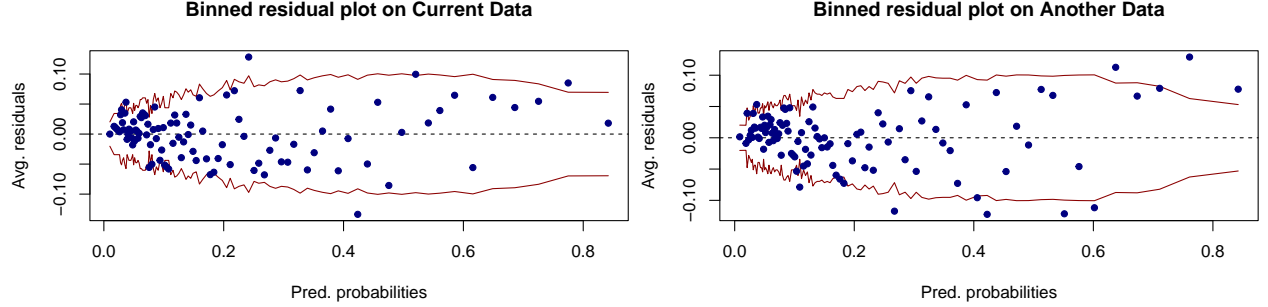 Binned residual plot on Current Data
Avg. residuals
0.10
0.00
−0.10
0.0 0.2 0.4 0.6 0.8
Pred. probabilities
Binned residual plot on Another Data
Avg. residuals
0.10
0.00
−0.10
0.0 0.2 0.4 0.6 0.8
Pred. probabilities